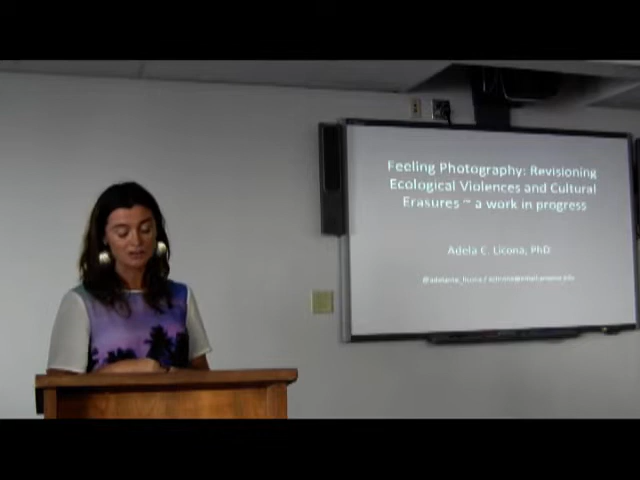 Feeling Photography: Revisioning
Ecological Violences and Cultural
Erasures ~ a work in progress
Adela C. Licona, PhD